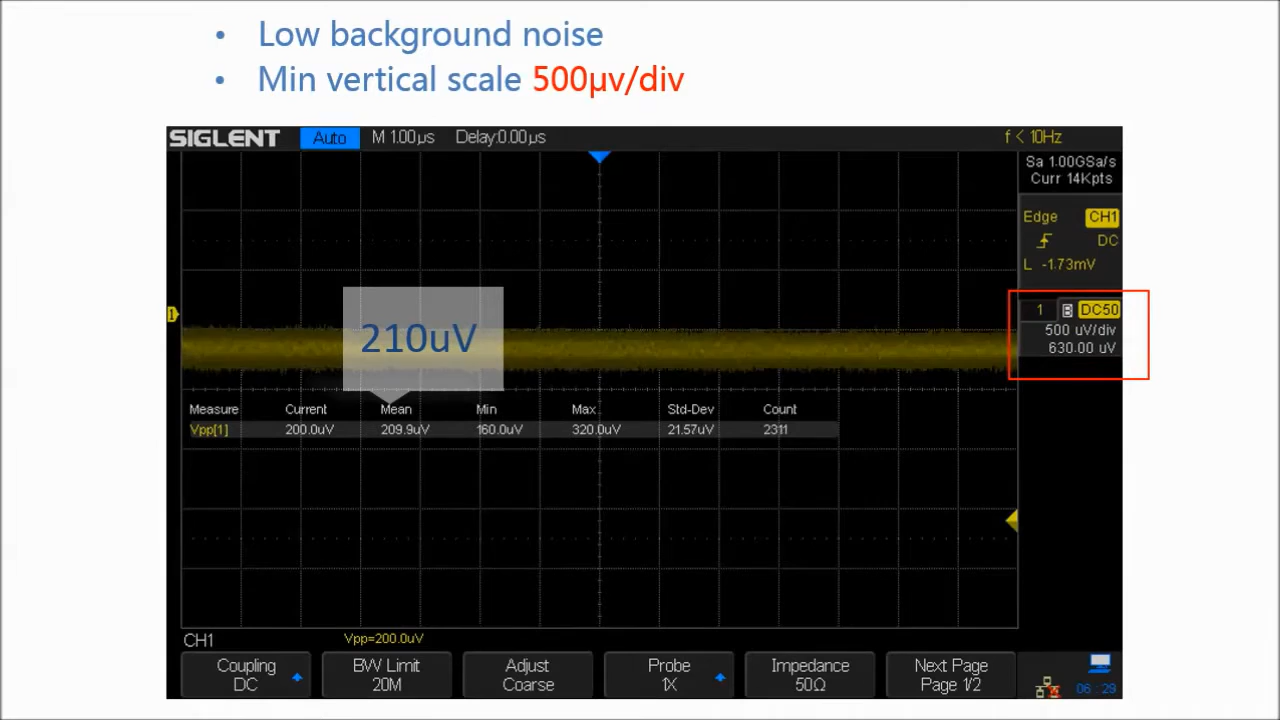 • Low background noise
• Min vertical scale 500µv/div
SIGLENT Auto M 1.00µs Delay:0.00µs f < 10Hz
Sa 1.00GSa/s
Curr 14Kpts
Edge CH1
DC
L -1.73mV
1 B DC50
500 uV/div
630.00 uV
1
210uV
Measure Current Mean Min Max Std-Dev Count
Vpp[1] 200.0uV 209.9uV 160.0uV 320.0uV 21.57uV 2311
CH1 Vpp=200.0uV
Coupling BW Limit Adjust Probe Impedance Next Page
DC 20M Coarse 1X 50Ω Page 1/2
06:29